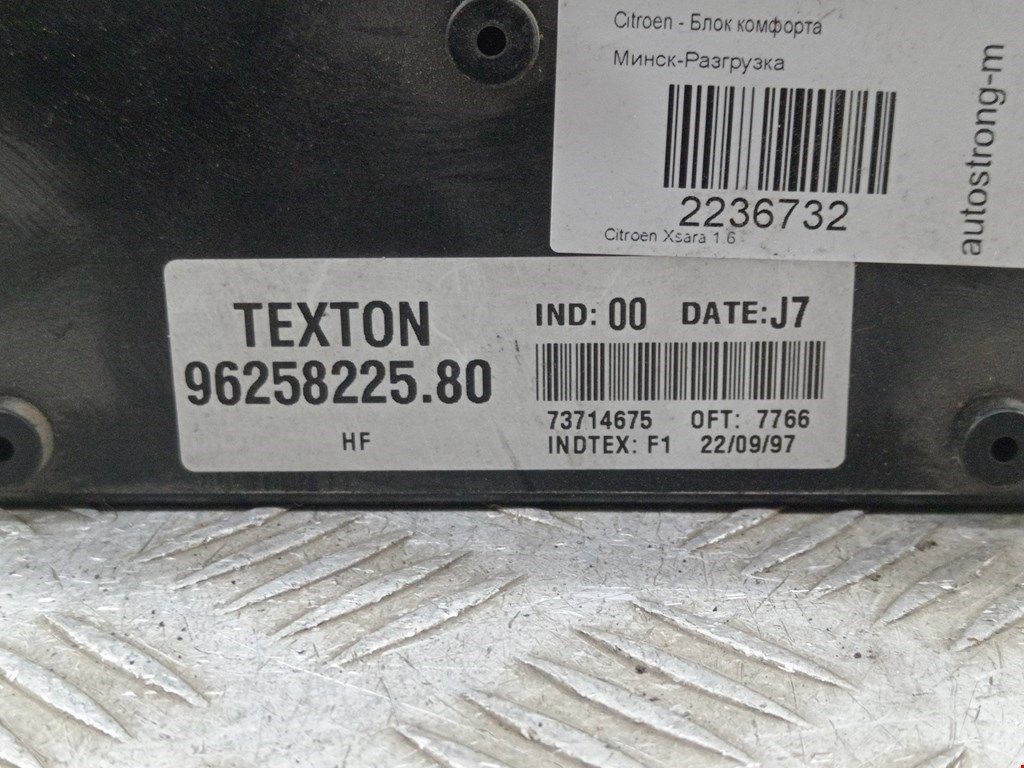 Citroen - Блок комфорта
Минск-Разгрузка
2236732
Citroen Xsara 1.6
autostrong-m
TEXTON
96258225.80
HF
IND: 00 DATE: J7
73714675 OFT: 7766
INDTEX: F1 22/09/97